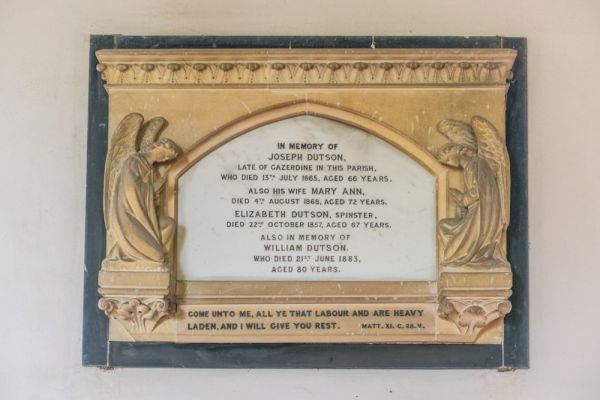 IN MEMORY OF
JOSEPH DUTSON,
LATE OF GAZERDINE IN THIS PARISH,
WHO DIED 13TH JULY 1865, AGED 66 YEARS.
ALSO HIS WIFE MARY ANN,
DIED 4TH AUGUST 1868, AGED 72 YEARS.
ELIZABETH DUTSON, SPINSTER,
DIED 22ND OCTOBER 1857, AGED 67 YEARS.
ALSO IN MEMORY OF
WILLIAM DUTSON.
WHO DIED 21ST JUNE 1883,
AGED 80 YEARS.
COME UNTO ME, ALL YE THAT LABOUR AND ARE HEAVY
LADEN, AND I WILL GIVE YOU REST. MATT. XI. C. 28. V.